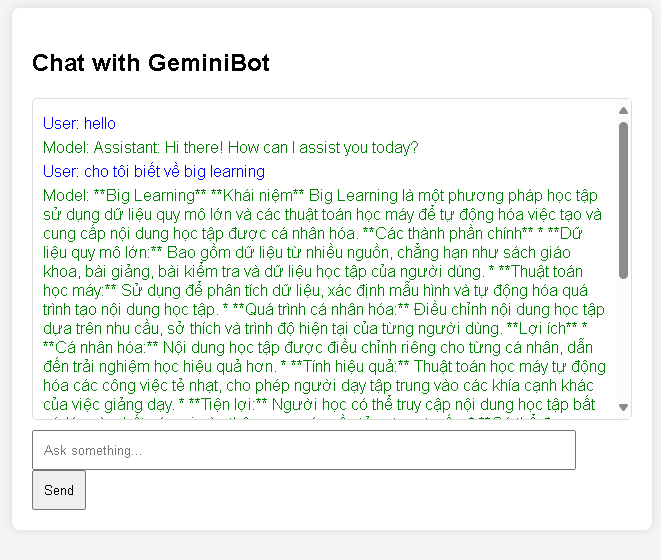 Chat with GeminiBot
User: hello
Model: Assistant: Hi there! How can I assist you today?
User: cho tôi biết về big learning
Model: **Big Learning** **Khái niệm** Big Learning là một phương pháp học tập
sử dụng dữ liệu quy mô lớn và các thuật toán học máy để tự động hóa việc tạo và
cung cấp nội dung học tập được cá nhân hóa. **Các thành phần chính** * **Dữ
liệu quy mô lớn:** Bao gồm dữ liệu từ nhiều nguồn, chẳng hạn như sách giáo
khoa, bài giảng, bài kiểm tra và dữ liệu học tập của người dùng. * **Thuật toán
học máy:** Sử dụng để phân tích dữ liệu, xác định mẫu hình và tự động hóa quá
trình tạo nội dung học tập. * **Quá trình cá nhân hóa:** Điều chỉnh nội dung học tập
dựa trên nhu cầu, sở thích và trình độ hiện tại của từng người dùng. **Lợi ích** *
**Cá nhân hóa:** Nội dung học tập được điều chỉnh riêng cho từng cá nhân, dẫn
đến trải nghiệm học hiệu quả hơn. * **Tính hiệu quả:** Thuật toán học máy tự động
hóa các công việc tẻ nhạt, cho phép người dạy tập trung vào các khía cạnh khác
của việc giảng dạy. * **Tiện lợi:** Người học có thể truy cập nội dung học tập bất
Ask something...
Send